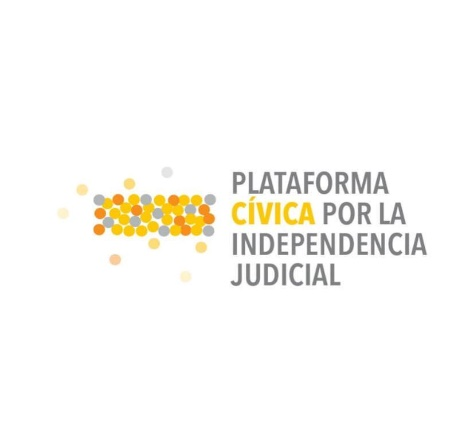 PLATAFORMA
CÍVICA POR LA
INDEPENDENCIA
JUDICIAL